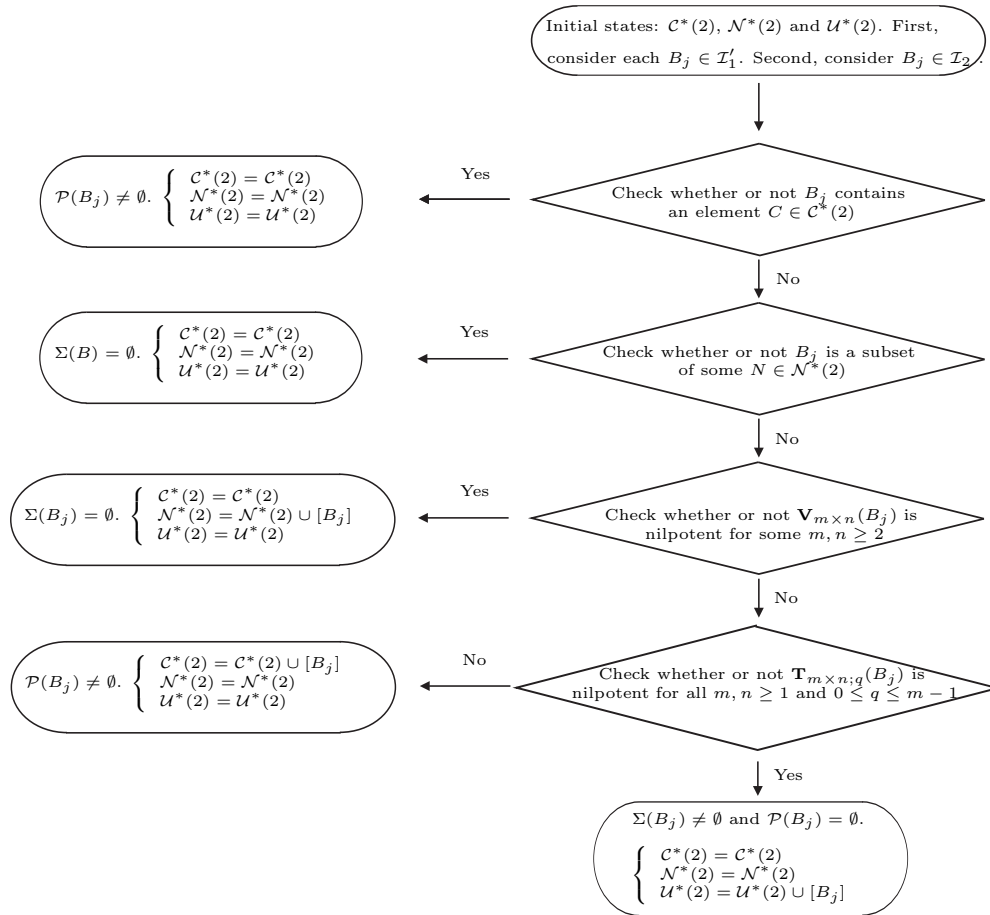 Initial states: 𝒞*(2), 𝒩*(2) and 𝒰*(2). First,
consider each B_j ∈ ℐ′_1. Second, consider B_j ∈ ℐ_2.
Check whether or not B_j contains
an element C ∈ 𝒞*(2)
Yes
𝒫(B_j) ≠ ∅. {
𝒞*(2) = 𝒞*(2)
𝒩*(2) = 𝒩*(2)
𝒰*(2) = 𝒰*(2)
No
Check whether or not B_j is a subset
of some N ∈ 𝒩*(2)
Yes
Σ(B) = ∅. {
𝒞*(2) = 𝒞*(2)
𝒩*(2) = 𝒩*(2)
𝒰*(2) = 𝒰*(2)
No
Check whether or not 𝐕_{m×n}(B_j) is
nilpotent for some m, n ≥ 2
Yes
Σ(B_j) = ∅. {
𝒞*(2) = 𝒞*(2)
𝒩*(2) = 𝒩*(2) ∪ [B_j]
𝒰*(2) = 𝒰*(2)
No
Check whether or not 𝐓_{m×n;q}(B_j) is
nilpotent for all m, n ≥ 1 and 0 ≤ q ≤ m − 1
No
𝒫(B_j) ≠ ∅. {
𝒞*(2) = 𝒞*(2) ∪ [B_j]
𝒩*(2) = 𝒩*(2)
𝒰*(2) = 𝒰*(2)
Yes
Σ(B_j) ≠ ∅ and 𝒫(B_j) = ∅.
{
𝒞*(2) = 𝒞*(2)
𝒩*(2) = 𝒩*(2)
𝒰*(2) = 𝒰*(2) ∪ [B_j]